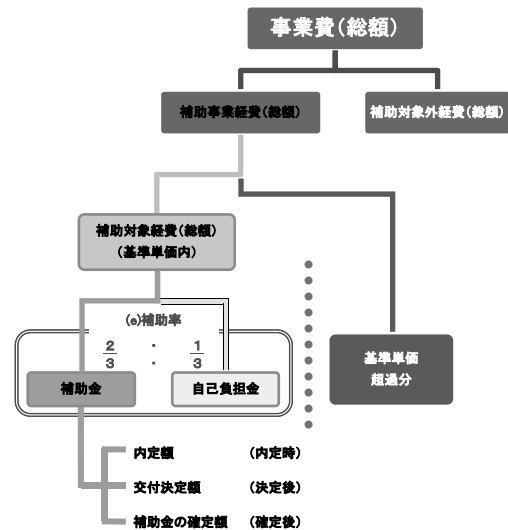 事業費（総額）
補助事業経費（総額）
補助対象外経費（総額）
補助対象経費（総額）
（基準単価内）
(e)補助率
2/3 : 1/3
補助金
自己負担金
基準単価
超過分
内定額 （内定時）
交付決定額 （決定後）
補助金の確定額 （確定後）